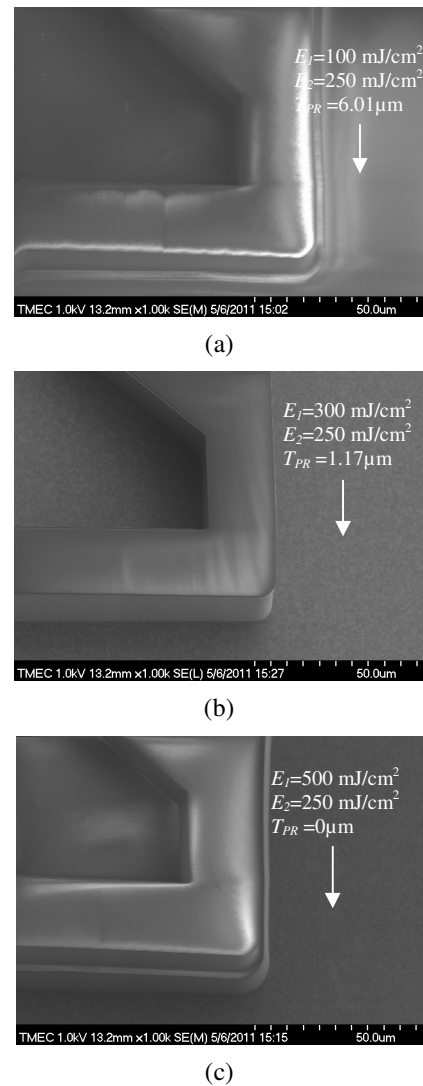 E₁=100 mJ/cm²
E₂=250 mJ/cm²
T_PR =6.01µm
TMEC 1.0kV 13.2mm x1.00k SE(M) 5/6/2011 15:02 50.0um
(a)
E₁=300 mJ/cm²
E₂=250 mJ/cm²
T_PR =1.17µm
TMEC 1.0kV 13.2mm x1.00k SE(L) 5/6/2011 15:27 50.0um
(b)
E₁=500 mJ/cm²
E₂=250 mJ/cm²
T_PR =0µm
TMEC 1.0kV 13.2mm x1.00k SE(M) 5/6/2011 15:15 50.0um
(c)